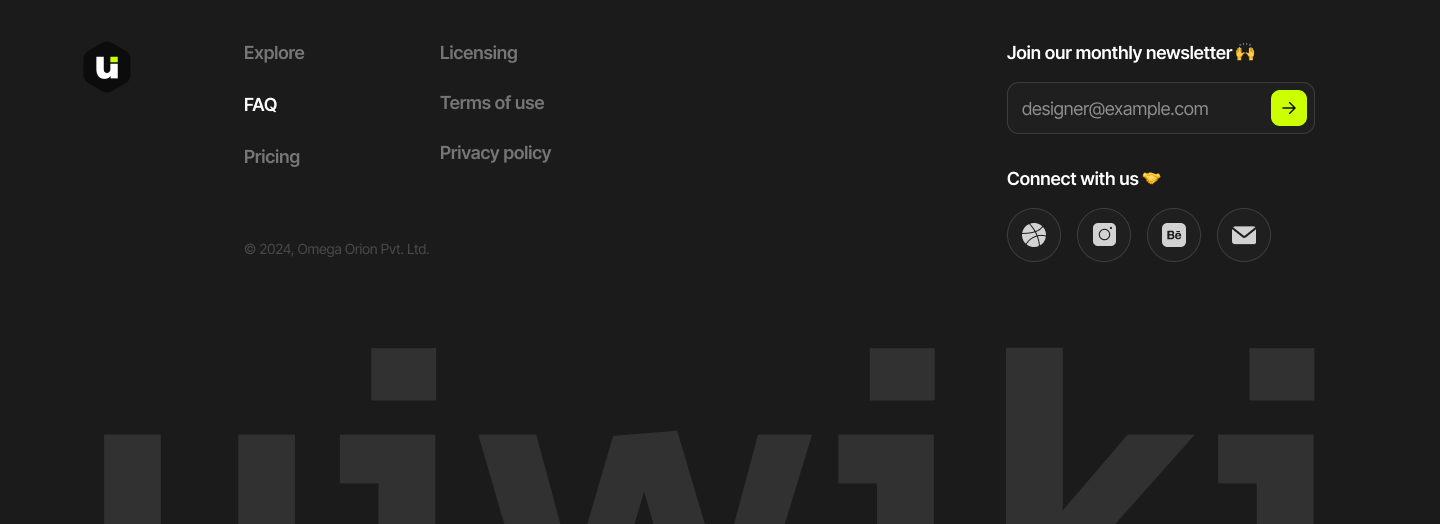 ui
Explore
FAQ
Pricing
Licensing
Terms of use
Privacy policy
© 2024, Omega Orion Pvt. Ltd.
Join our monthly newsletter 🙌
designer@example.com
Connect with us 🤝
Bē
uiwiki